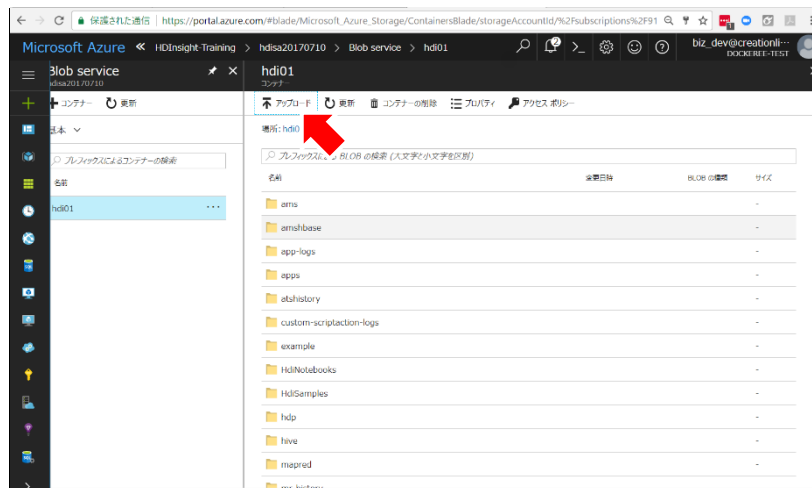 保護された通信 | https://portal.azure.com/#blade/Microsoft_Azure_Storage/ContainersBlade/storageAccountId/%2Fsubscriptions%2F91
Microsoft Azure « HDInsight-Training > hdisa20170710 > Blob service > hdi01
biz_dev@creationli···
DOCKEREE-TEST
Blob service
hdisa20170710
hdi01
コンテナー
コンテナー 更新
アップロード 更新 コンテナーの削除 プロパティ アクセス ポリシー
基本
場所: hdi0
プレフィックスによるコンテナーの検索
BLOB の検索 (大文字と小文字を区別)
名前
名前 変更日時 BLOB の種類 サイズ
hdi01 ···
ams -
amshbase -
app-logs -
apps -
atshistory -
custom-scriptaction-logs -
example -
HdiNotebooks -
HdiSamples -
hdp -
hive -
mapred -
mr-history